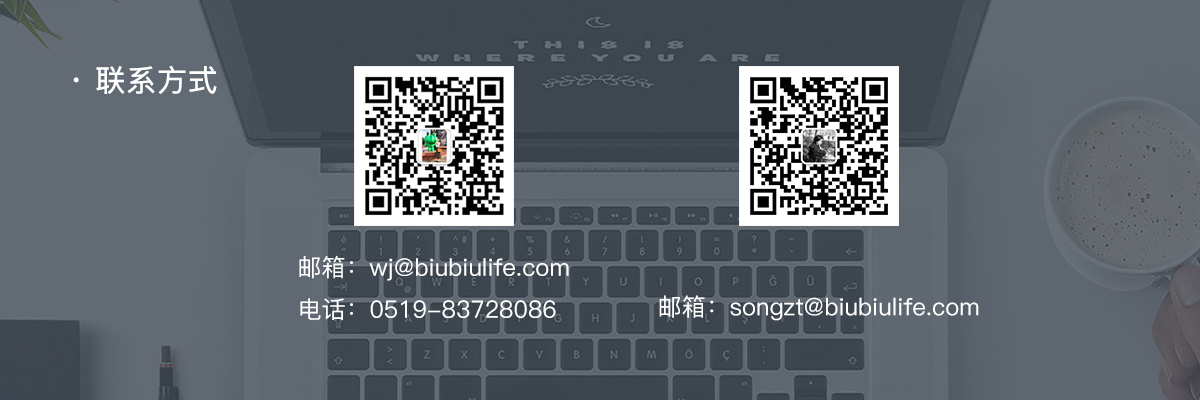 THIS IS
WHERE YOU ARE
· 联系方式
邮箱：wj@biubiulife.com
电话：0519-83728086
邮箱：songzt@biubiulife.com